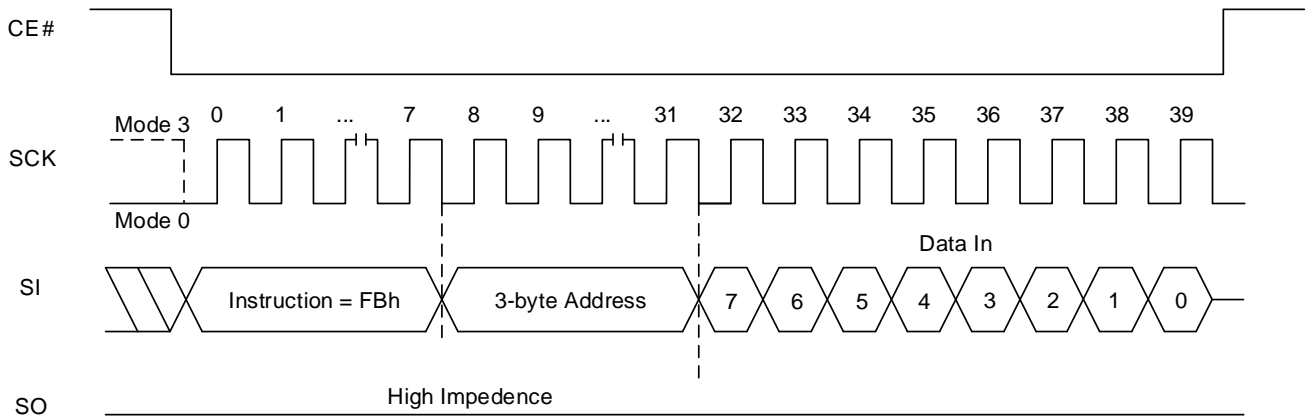 CE#
0 1 ... 7 8 9 ... 31 32 33 34 35 36 37 38 39
Mode 3
SCK
Mode 0
Data In
SI
Instruction = FBh
3-byte Address
7 6 5 4 3 2 1 0
High Impedence
SO